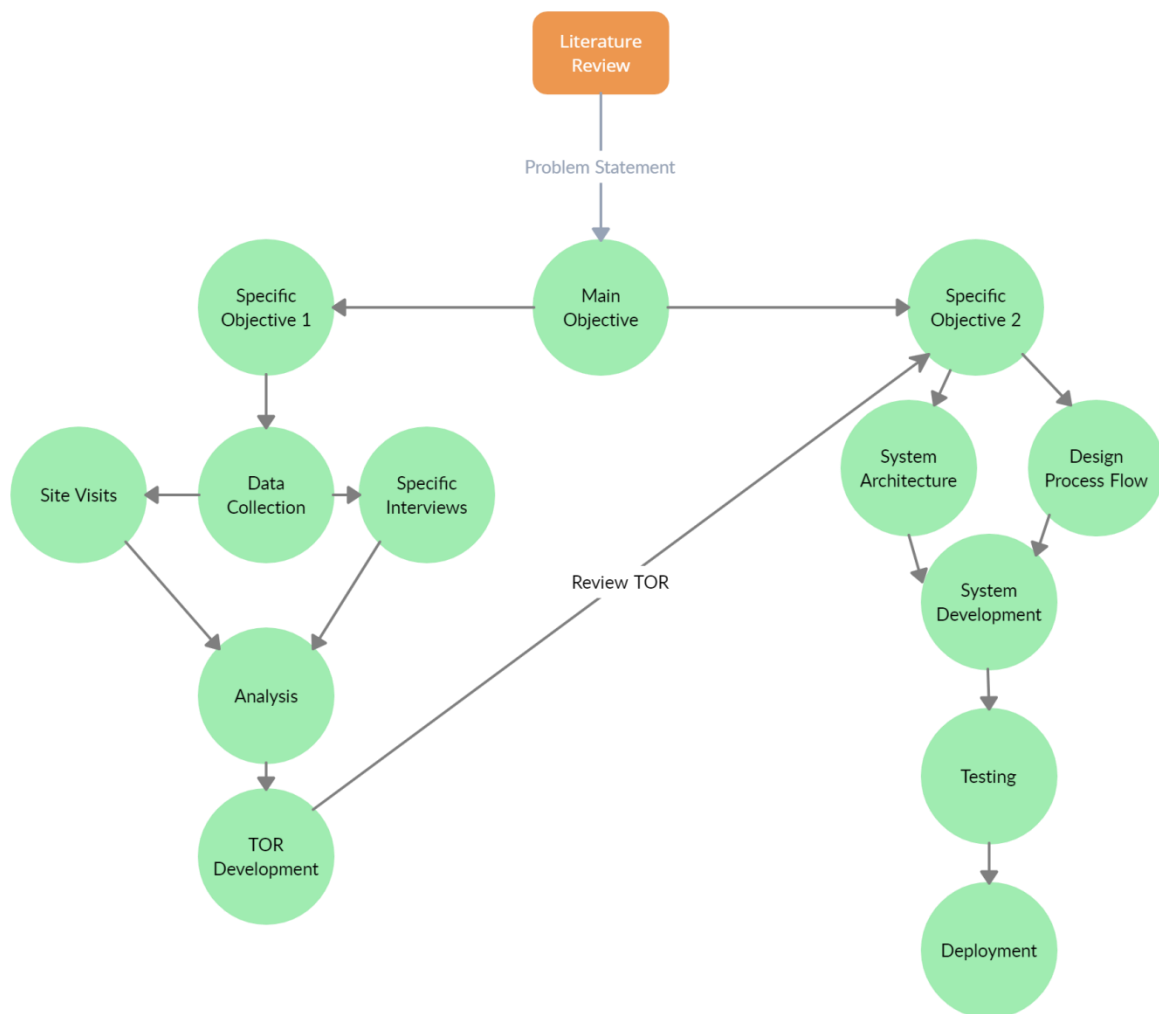 Literature
Review
Problem Statement
Specific
Objective 1
Main
Objective
Specific
Objective 2
Site Visits
Data
Collection
Specific
Interviews
System
Architecture
Design
Process Flow
Review TOR
System
Development
Analysis
Testing
TOR
Development
Deployment